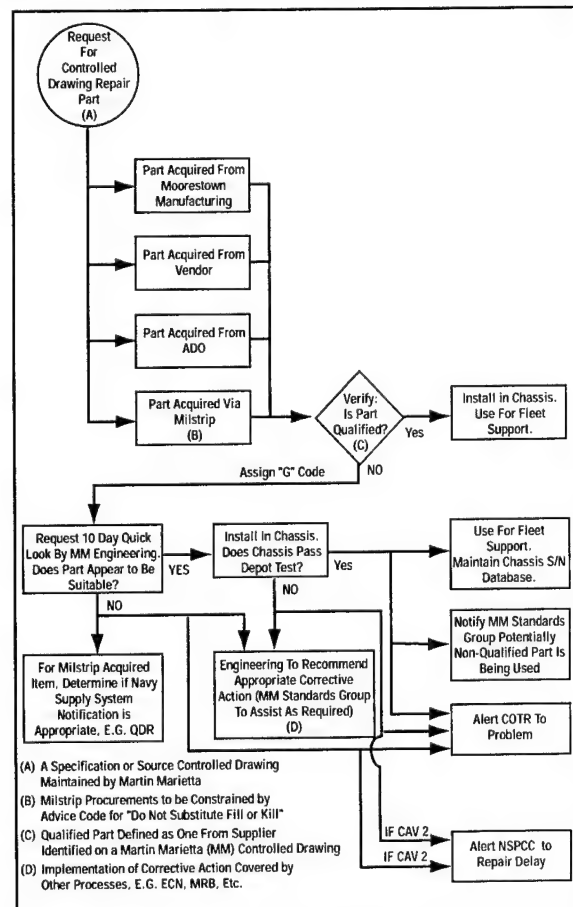 Request
For
Controlled
Drawing Repair
Part
(A)
Part Acquired From
Moorestown
Manufacturing
Part Acquired From
Vendor
Part Acquired From
ADO
Part Acquired Via
Milstrip
(B)
Verify:
Is Part
Qualified?
(C)
Yes
Install in Chassis.
Use For Fleet
Support.
Assign "G" Code
NO
Request 10 Day Quick
Look By MM Engineering.
Does Part Appear to Be
Suitable?
YES
Install In Chassis.
Does Chassis Pass
Depot Test?
Yes
Use For Fleet
Support.
Maintain Chassis S/N
Database.
NO
NO
Notify MM Standards
Group Potentially
Non-Qualified Part Is
Being Used
For Milstrip Acquired
Item, Determine if Navy
Supply System
Notification is
Appropriate, E.G. QDR
Engineering To Recommend
Appropriate Corrective
Action (MM Standards Group
To Assist As Required)
(D)
Alert COTR To
Problem
IF CAV 2
IF CAV 2
Alert NSPCC to
Repair Delay
(A) A Specification or Source Controlled Drawing
Maintained by Martin Marietta
(B) Milstrip Procurements to be Constrained by
Advice Code for "Do Not Substitute Fill or Kill"
(C) Qualified Part Defined as One From Supplier
Identified on a Martin Marietta (MM) Controlled Drawing
(D) Implementation of Corrective Action Covered by
Other Processes, E.G. ECN, MRB, Etc.